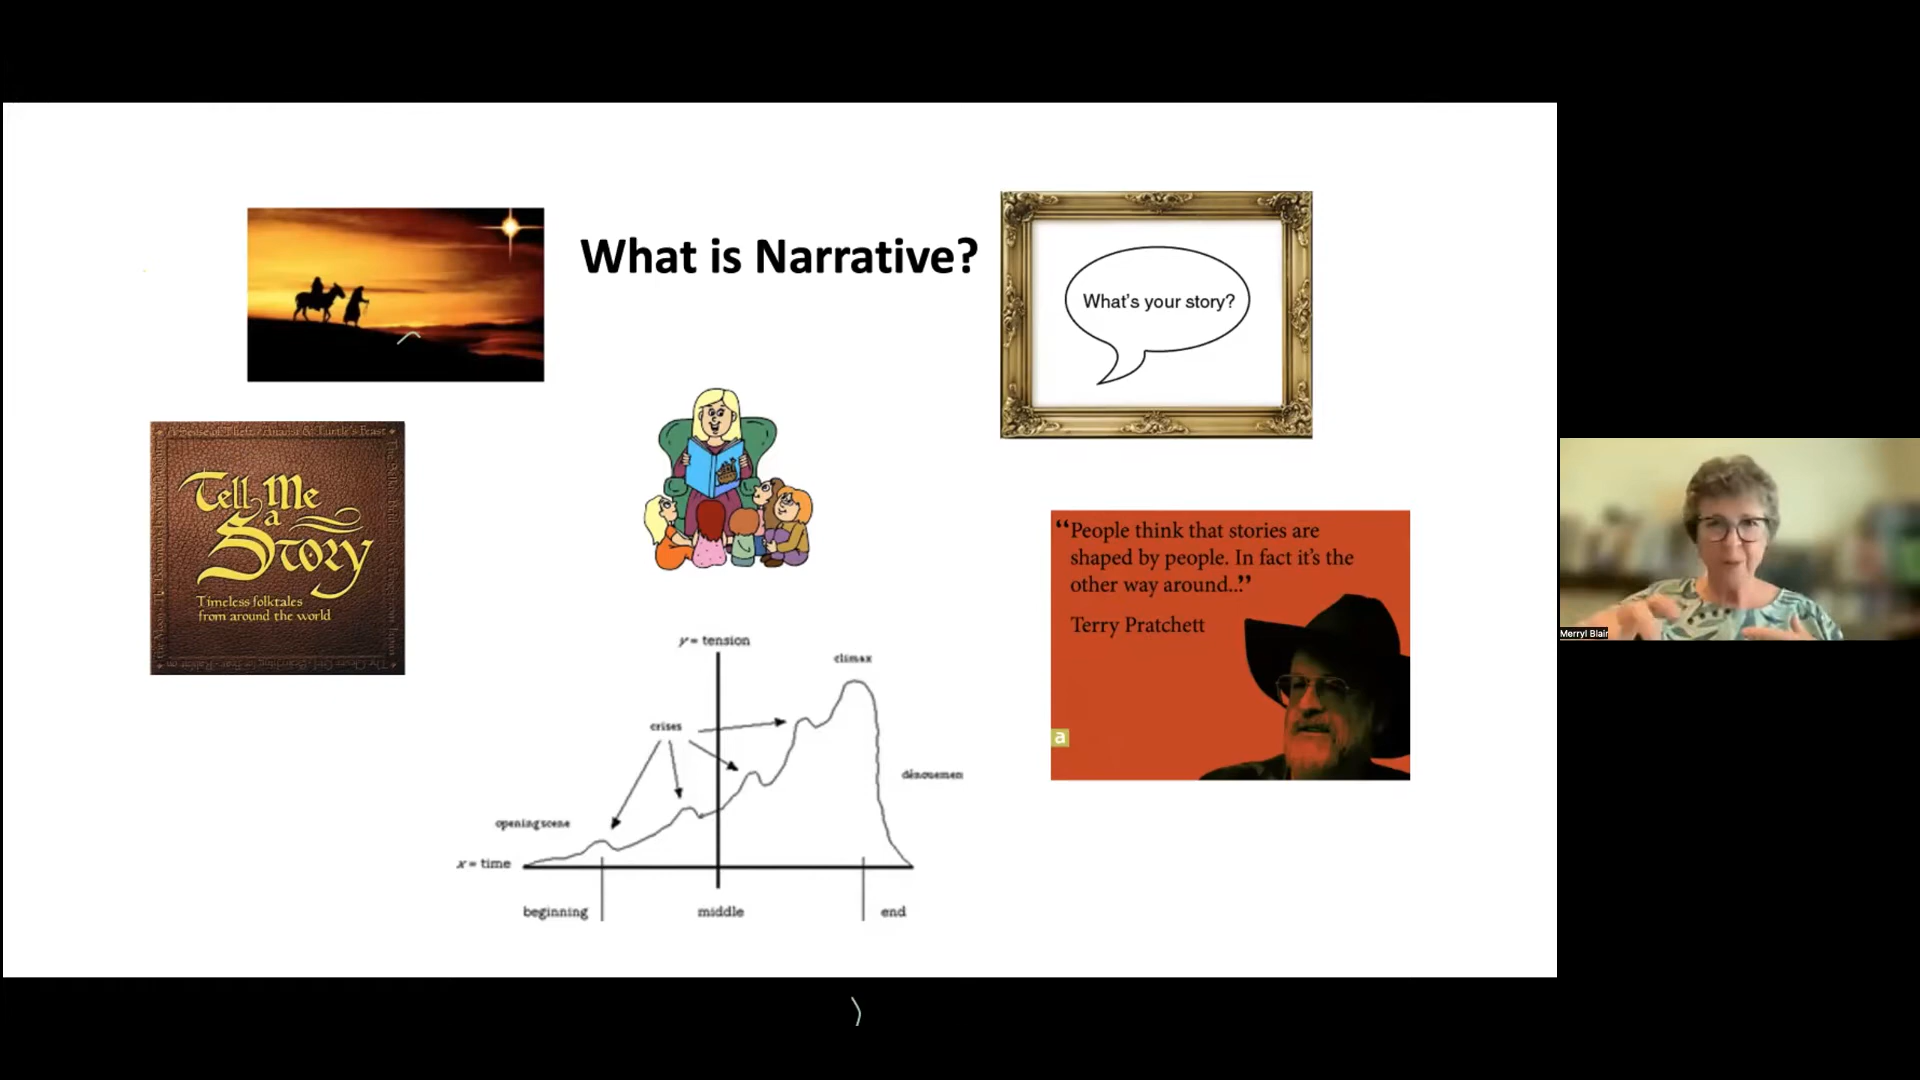 What is Narrative?
What's your story?
Tell Me
a
Story
Timeless folktales
from around the world
“People think that stories are
shaped by people. In fact it's the
other way around...”
Terry Pratchett
a
y = tension
climax
crises
dénouemen
opening scene
x = time
beginning
middle
end
Merryl Blair